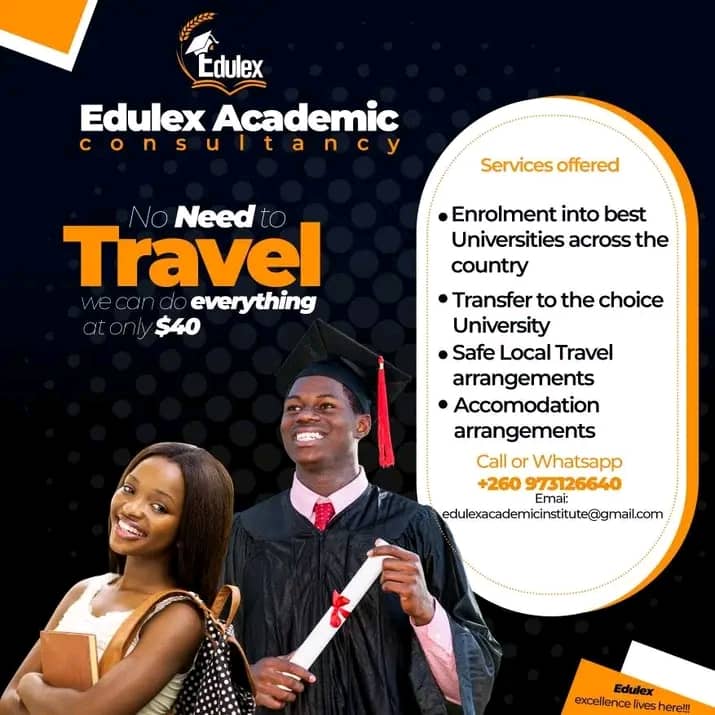 Edulex
Edulex Academic
consultancy
No Need to
Travel
we can do everything
at only $40
Services offered
• Enrolment into best
Universities across the
country
• Transfer to the choice
University
• Safe Local Travel
arrangements
• Accomodation
arrangements
Call or Whatsapp
+260 973126640
Emai:
edulexacademicinstitute@gmail.com
Edulex
excellence lives here!!!